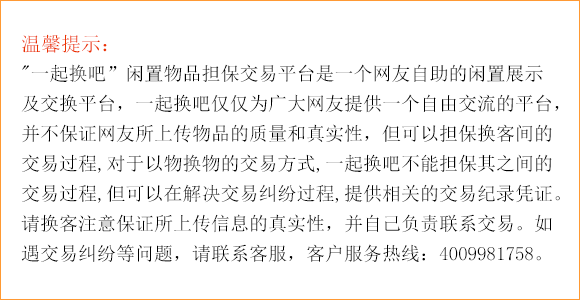 温馨提示:
"一起换吧”闲置物品担保交易平台是一个网友自助的闲置展示
及交换平台，一起换吧仅仅为广大网友提供一个自由交流的平台，
并不保证网友所上传物品的质量和真实性，但可以担保换客间的
交易过程,对于以物换物的交易方式,一起换吧不能担保其之间的
交易过程,但可以在解决交易纠纷过程,提供相关的交易纪录凭证。
请换客注意保证所上传信息的真实性，并自己负责联系交易。如
遇交易纠纷等问题，请联系客服，客户服务热线：4009981758。